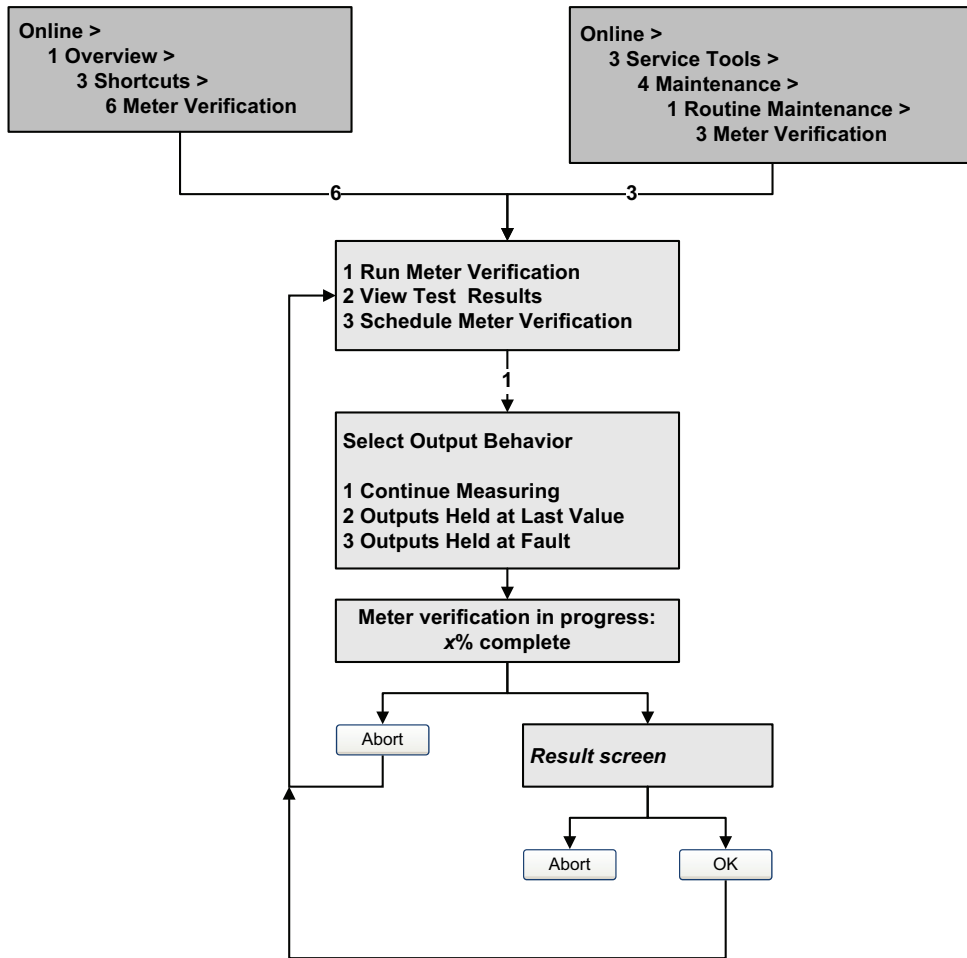 Online >
1 Overview >
3 Shortcuts >
6 Meter Verification
Online >
3 Service Tools >
4 Maintenance >
1 Routine Maintenance >
3 Meter Verification
6
3
1 Run Meter Verification
2 View Test Results
3 Schedule Meter Verification
1
Select Output Behavior
1 Continue Measuring
2 Outputs Held at Last Value
3 Outputs Held at Fault
Meter verification in progress:
x% complete
Abort
Result screen
Abort
OK